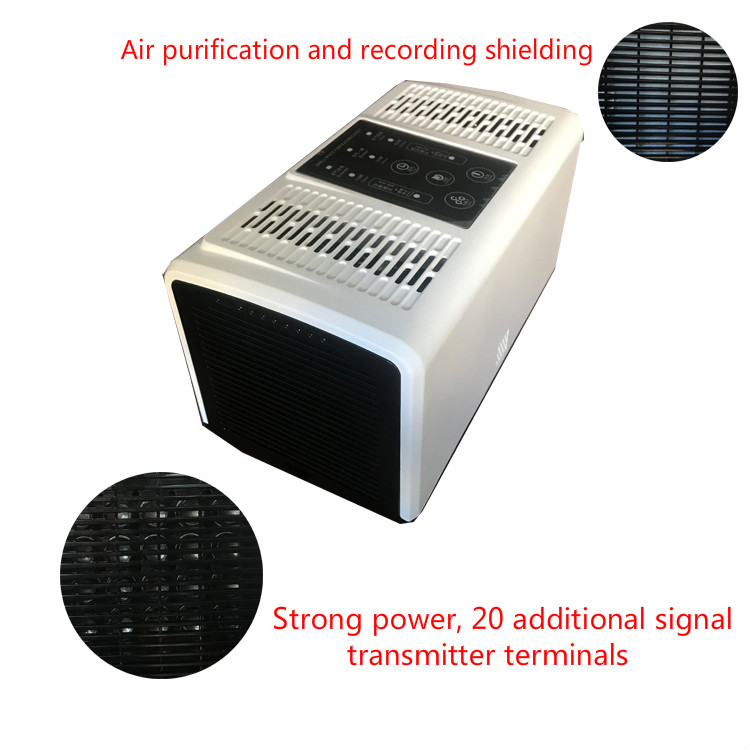 Air purification and recording shielding
Strong power, 20 additional signal
transmitter terminals